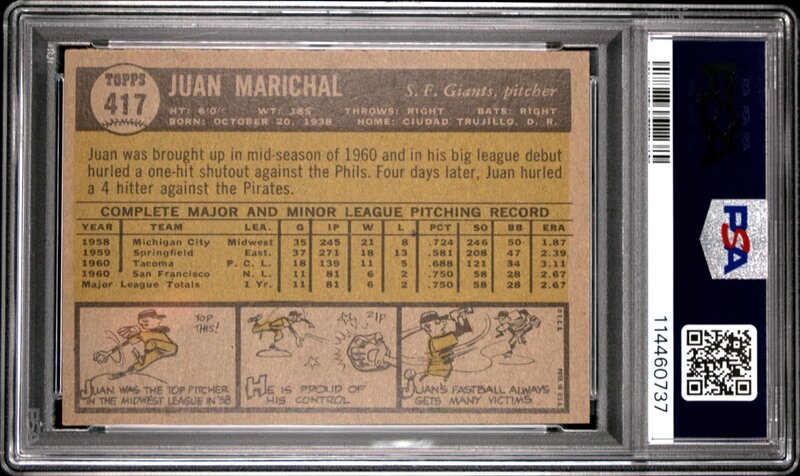 TOPPS
417
JUAN MARICHAL
S. F. Giants, pitcher
HT: 6'0" WT: 185 THROWS: RIGHT BATS: RIGHT
BORN: OCTOBER 20, 1938 HOME: CIUDAD TRUJILLO, D. R.
Juan was brought up in mid-season of 1960 and in his big league debut
hurled a one-hit shutout against the Phils. Four days later, Juan hurled
a 4 hitter against the Pirates.
COMPLETE MAJOR AND MINOR LEAGUE PITCHING RECORD
YEAR TEAM LEA. G IP W L PCT SO BB ERA
1958 Michigan City Midwest 35 245 21 8 .724 246 50 1.87
1959 Springfield East. 37 271 18 13 .581 208 47 2.39
1960 Tacoma P. C. L. 18 139 11 5 .688 121 34 3.11
1960 San Francisco N. L. 11 81 6 2 .750 58 28 2.67
Major League Totals 1 Yr. 11 81 6 2 .750 58 28 2.67
TOP
THIS!
JUAN WAS THE TOP PITCHER
IN THE MIDWEST LEAGUE IN '58
ZIP
HE IS PROUD OF
HIS CONTROL
JUAN'S FASTBALL ALWAYS
GETS MANY VICTIMS
PSA
114460737